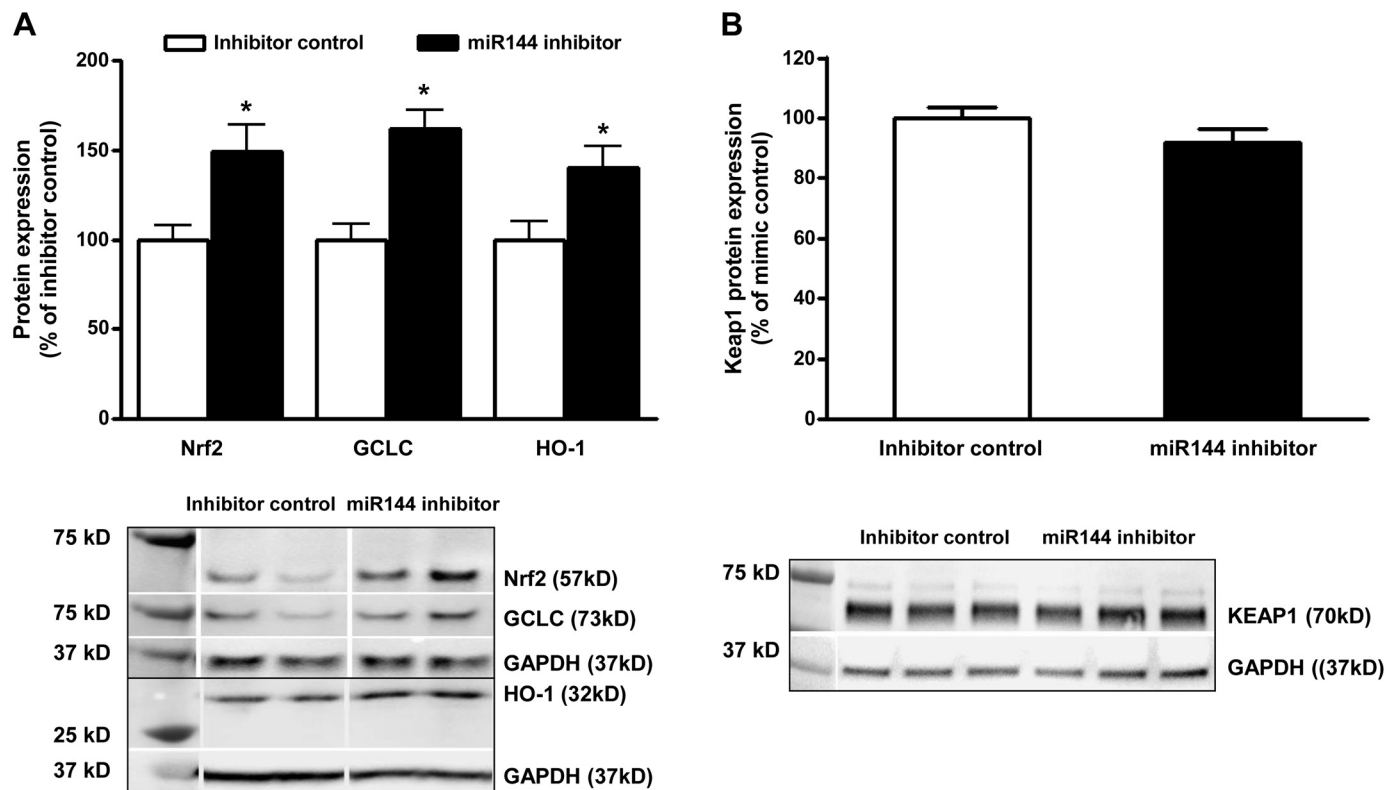 A
Inhibitor control
miR144 inhibitor
Protein expression
(% of inhibitor control)
200
150
100
50
0
*
*
*
Nrf2
GCLC
HO-1
Inhibitor control miR144 inhibitor
75 kD
Nrf2 (57kD)
75 kD
GCLC (73kD)
37 kD
GAPDH (37kD)
HO-1 (32kD)
25 kD
37 kD
GAPDH (37kD)
B
Keap1 protein expression
(% of mimic control)
120
100
80
60
40
20
0
Inhibitor control
miR144 inhibitor
Inhibitor control
miR144 inhibitor
75 kD
KEAP1 (70kD)
37 kD
GAPDH ((37kD)